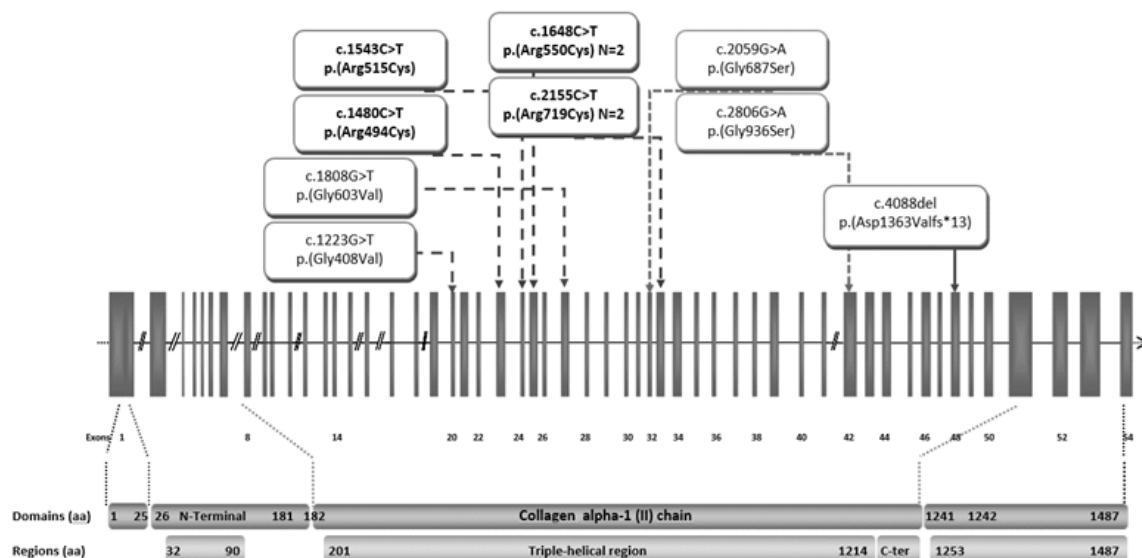 c.1543C>T
p.(Arg515Cys)
c.1648C>T
p.(Arg550Cys) N=2
c.2059G>A
p.(Gly687Ser)
c.1480C>T
p.(Arg494Cys)
c.2155C>T
p.(Arg719Cys) N=2
c.2806G>A
p.(Gly936Ser)
c.1808G>T
p.(Gly603Val)
c.4088del
p.(Asp1363Valfs*13)
c.1223G>T
p.(Gly408Val)
Exons 1 8 14 20 22 24 26 28 30 32 34 36 38 40 42 44 46 48 50 52 54
Domains (aa) 1 25 26 N-Terminal 181 182 Collagen alpha-1 (II) chain 1241 1242 1487
Regions (aa) 32 90 201 Triple-helical region 1214 C-ter 1253 1487